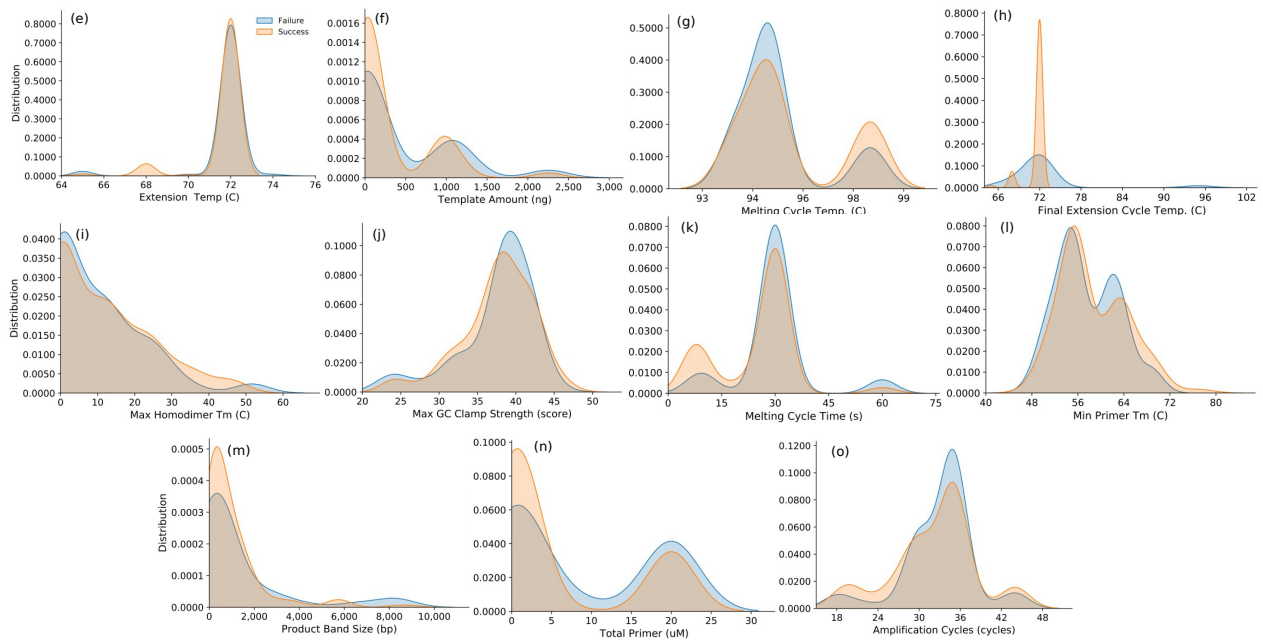 (e)
Failure
Success
Distribution
0.8000
0.7000
0.6000
0.5000
0.4000
0.3000
0.2000
0.1000
0.0000
64 66 68 70 72 74 76
Extension Temp (C)
(f)
0.0016
0.0014
0.0012
0.0010
0.0008
0.0006
0.0004
0.0002
0.0000
0 500 1,000 1,500 2,000 2,500 3,000
Template Amount (ng)
(g)
0.5000
0.4000
0.3000
0.2000
0.1000
0.0000
93 94 96 98 99
Melting Cycle Temp. (C)
(h)
0.8000
0.7000
0.6000
0.5000
0.4000
0.3000
0.2000
0.1000
0.0000
66 72 78 84 90 96 102
Final Extension Cycle Temp. (C)
(i)
Distribution
0.0400
0.0350
0.0300
0.0250
0.0200
0.0150
0.0100
0.0050
0.0000
0 10 20 30 40 50 60
Max Homodimer Tm (C)
(j)
0.1000
0.0800
0.0600
0.0400
0.0200
0.0000
20 25 30 35 40 45 50
Max GC Clamp Strength (score)
(k)
0.0800
0.0700
0.0600
0.0500
0.0400
0.0300
0.0200
0.0100
0.0000
0 15 30 45 60 75
Melting Cycle Time (s)
(l)
0.0800
0.0700
0.0600
0.0500
0.0400
0.0300
0.0200
0.0100
0.0000
40 48 56 64 72 80
Min Primer Tm (C)
(m)
Distribution
0.0005
0.0004
0.0003
0.0002
0.0001
0.0000
0 2,000 4,000 6,000 8,000 10,000
Product Band Size (bp)
(n)
0.1000
0.0800
0.0600
0.0400
0.0200
0.0000
0 5 10 15 20 25 30
Total Primer (uM)
(o)
0.1200
0.1000
0.0800
0.0600
0.0400
0.0200
0.0000
18 24 30 36 42 48
Amplification Cycles (cycles)